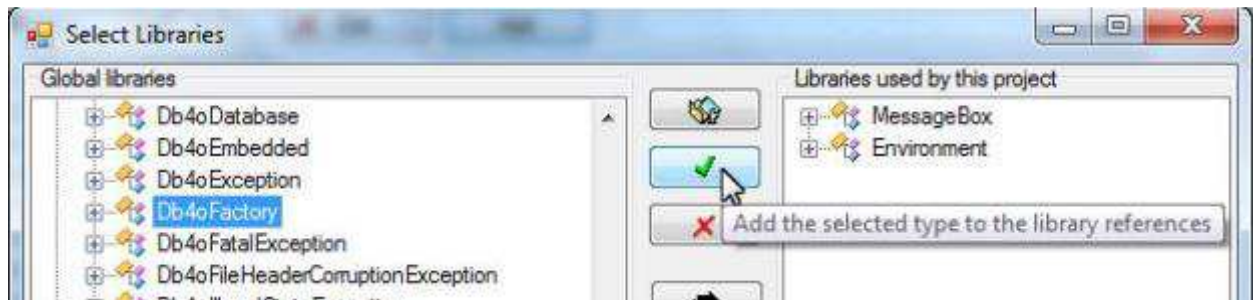 Select Libraries
Global libraries
Libraries used by this project
Db4oDatabase
Db4oEmbedded
Db4oException
Db4oFactory
Db4oFatalException
Db4oFileHeaderCorruptionException
MessageBox
Environment
Add the selected type to the library references